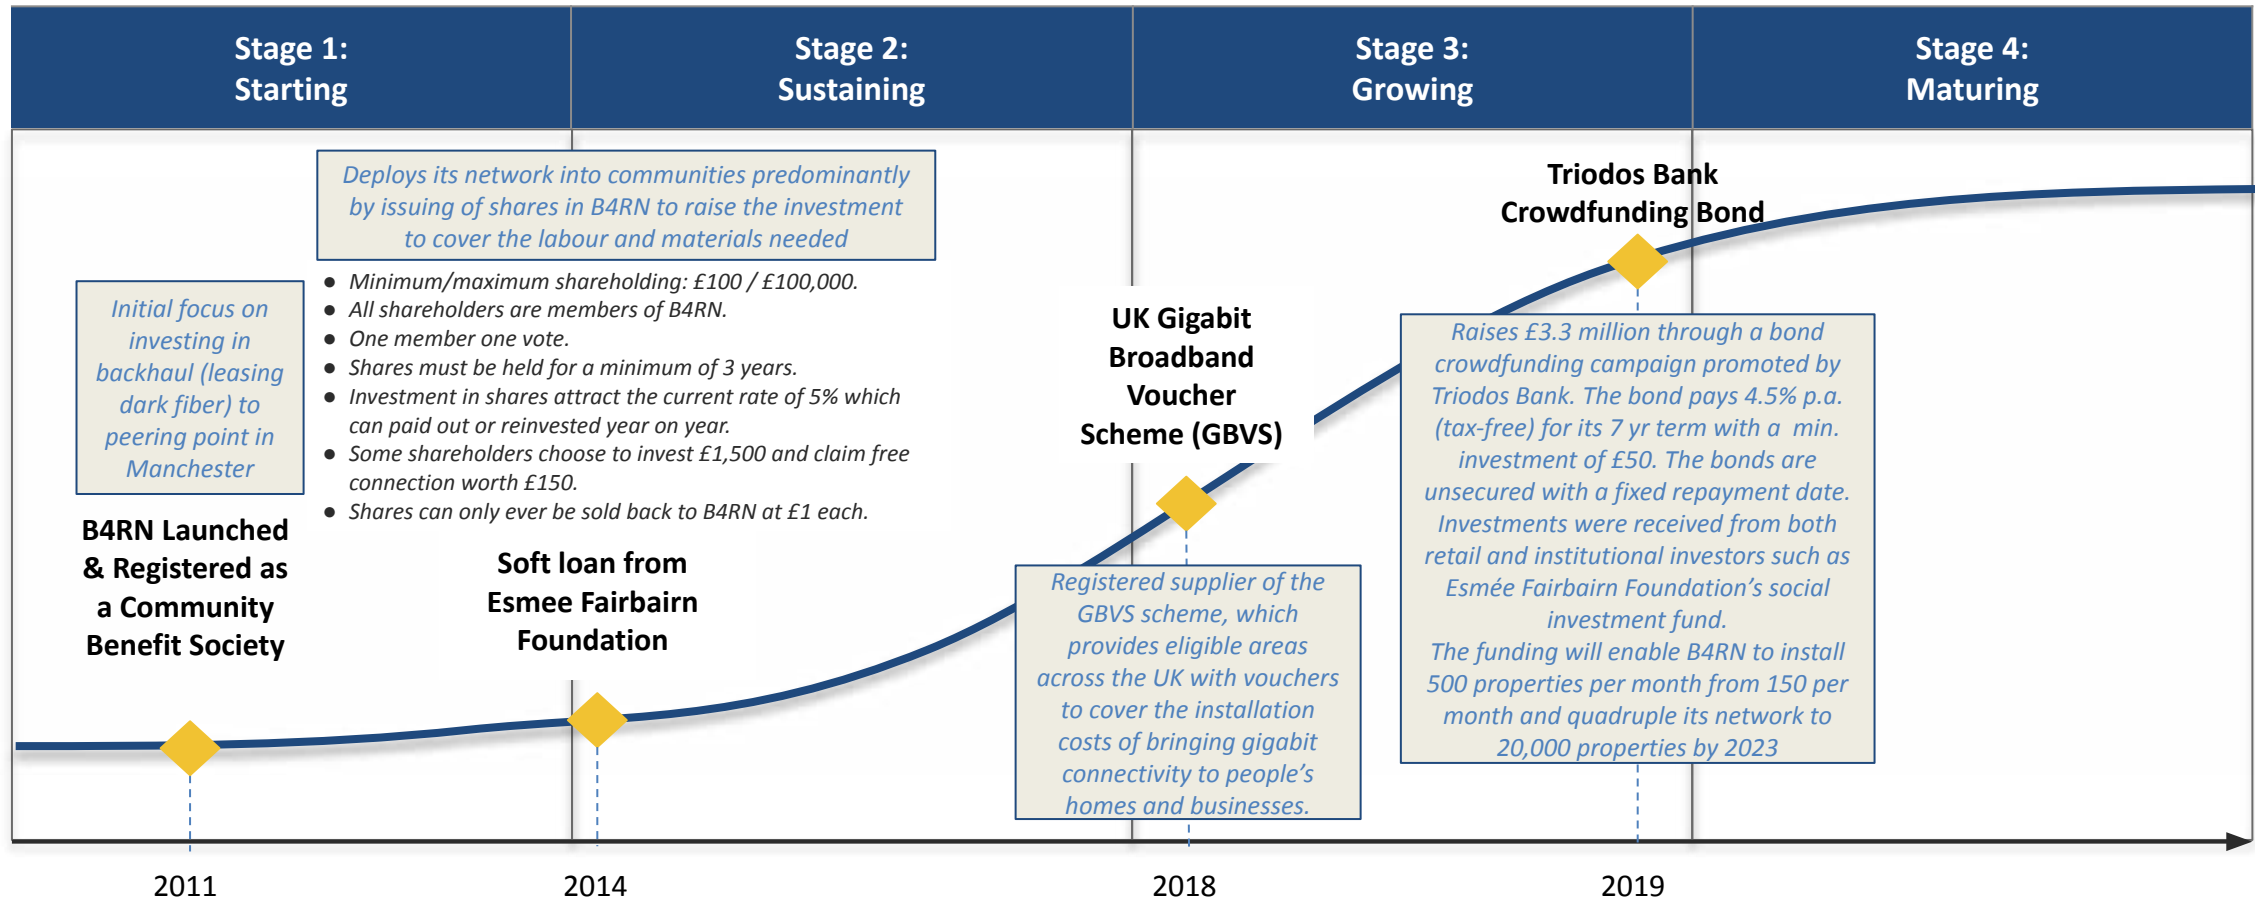 Stage 1:
Starting
Stage 2:
Sustaining
Stage 3:
Growing
Stage 4:
Maturing
Initial focus on
investing in
backhaul (leasing
dark fiber) to
peering point in
Manchester
B4RN Launched
& Registered as
a Community
Benefit Society
Deploys its network into communities predominantly
by issuing of shares in B4RN to raise the investment
to cover the labour and materials needed
● Minimum/maximum shareholding: £100 / £100,000.
● All shareholders are members of B4RN.
● One member one vote.
● Shares must be held for a minimum of 3 years.
● Investment in shares attract the current rate of 5% which
can paid out or reinvested year on year.
● Some shareholders choose to invest £1,500 and claim free
connection worth £150.
● Shares can only ever be sold back to B4RN at £1 each.
Soft loan from
Esmee Fairbairn
Foundation
UK Gigabit
Broadband
Voucher
Scheme (GBVS)
Registered supplier of the
GBVS scheme, which
provides eligible areas
across the UK with vouchers
to cover the installation
costs of bringing gigabit
connectivity to people’s
homes and businesses.
Triodos Bank
Crowdfunding Bond
Raises £3.3 million through a bond
crowdfunding campaign promoted by
Triodos Bank. The bond pays 4.5% p.a.
(tax-free) for its 7 yr term with a min.
investment of £50. The bonds are
unsecured with a fixed repayment date.
Investments were received from both
retail and institutional investors such as
Esmée Fairbairn Foundation’s social
investment fund.
The funding will enable B4RN to install
500 properties per month from 150 per
month and quadruple its network to
20,000 properties by 2023
2011
2014
2018
2019